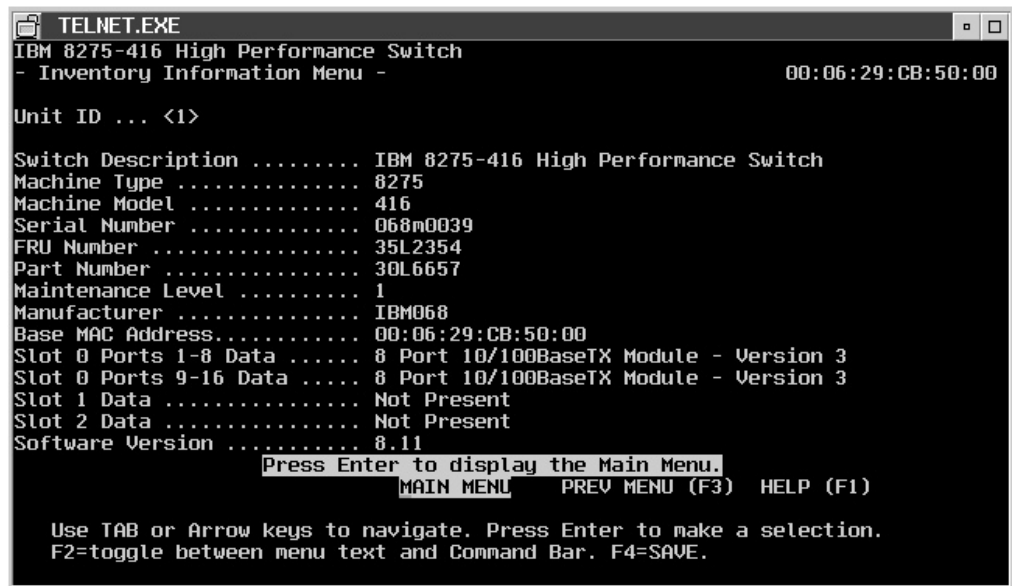 TELNET.EXE
IBM 8275-416 High Performance Switch
- Inventory Information Menu - 00:06:29:CB:50:00
Unit ID ... <1>
Switch Description ......... IBM 8275-416 High Performance Switch
Machine Type ............... 8275
Machine Model .............. 416
Serial Number .............. 068m0039
FRU Number ................. 35L2354
Part Number ................ 30L6657
Maintenance Level .......... 1
Manufacturer ............... IBM068
Base MAC Address............ 00:06:29:CB:50:00
Slot 0 Ports 1-8 Data ...... 8 Port 10/100BaseTX Module - Version 3
Slot 0 Ports 9-16 Data ..... 8 Port 10/100BaseTX Module - Version 3
Slot 1 Data ................ Not Present
Slot 2 Data ................ Not Present
Software Version ........... 8.11
Press Enter to display the Main Menu.
MAIN MENU PREV MENU (F3) HELP (F1)
Use TAB or Arrow keys to navigate. Press Enter to make a selection.
F2=toggle between menu text and Command Bar. F4=SAVE.